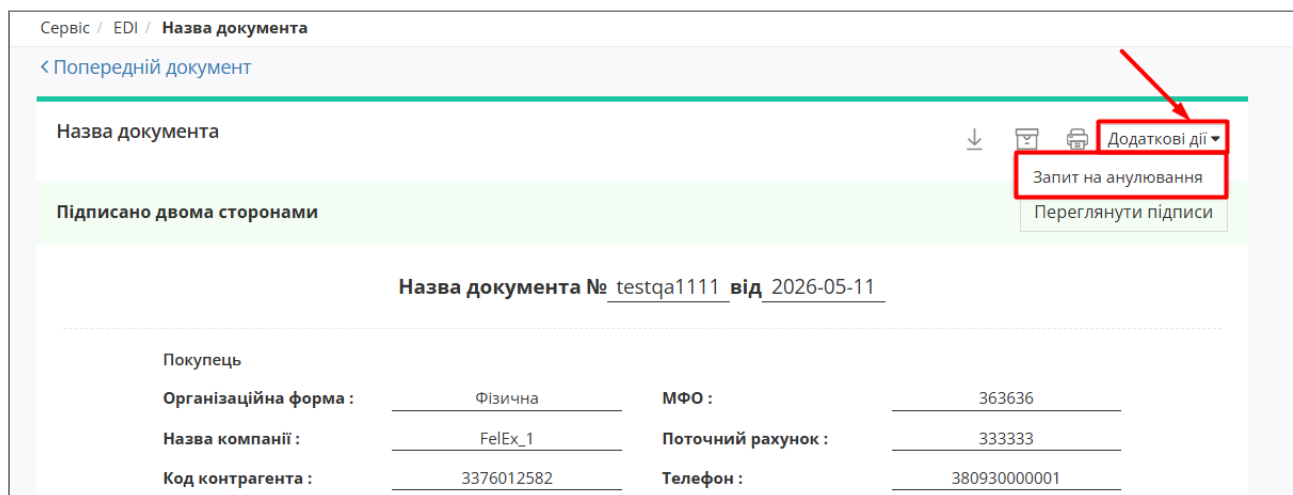 Сервіс / EDI / Назва документа
Попередній документ
Назва документа
Додаткові дії
Запит на анулювання
Підписано двома сторонами
Переглянути підписи
Назва документа № testqa1111 від 2026-05-11
Покупець
Організаційна форма : Фізична МФО : 363636
Назва компанії : FelEx_1 Поточний рахунок : 333333
Код контрагента : 3376012582 Телефон : 380930000001